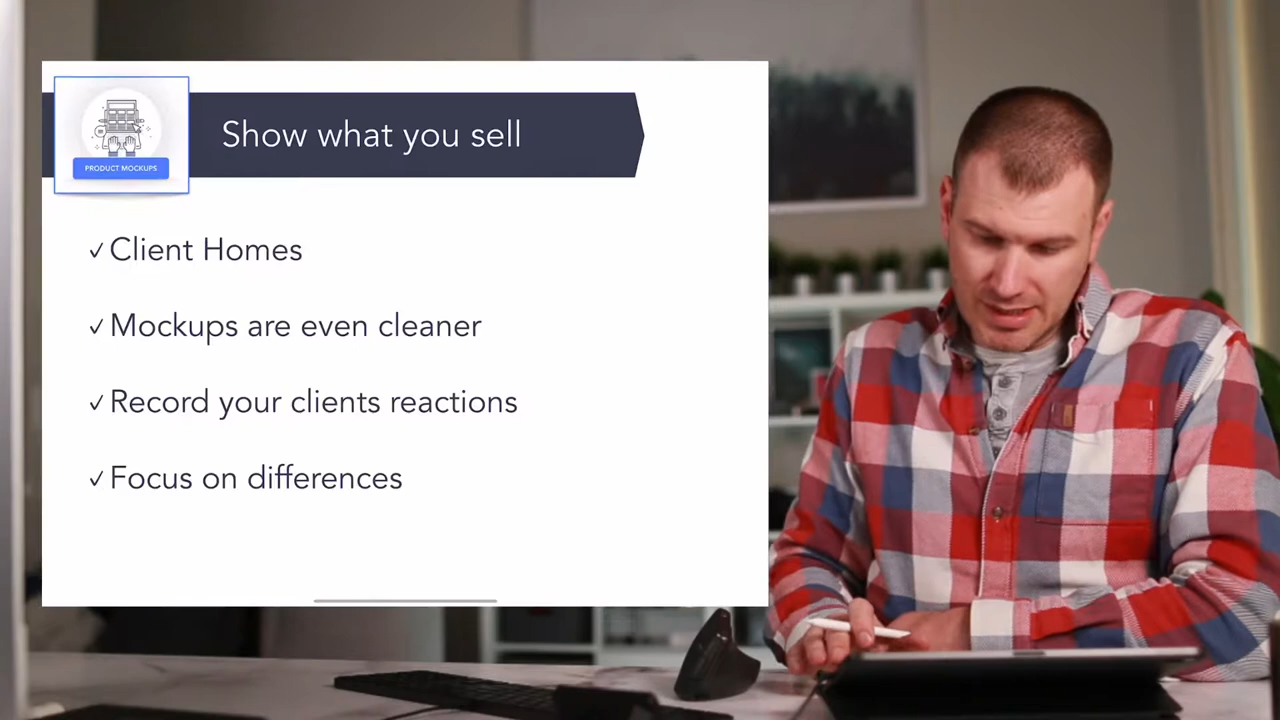 Show what you sell
PRODUCT MOCKUPS
✓Client Homes
✓Mockups are even cleaner
✓Record your clients reactions
✓Focus on differences